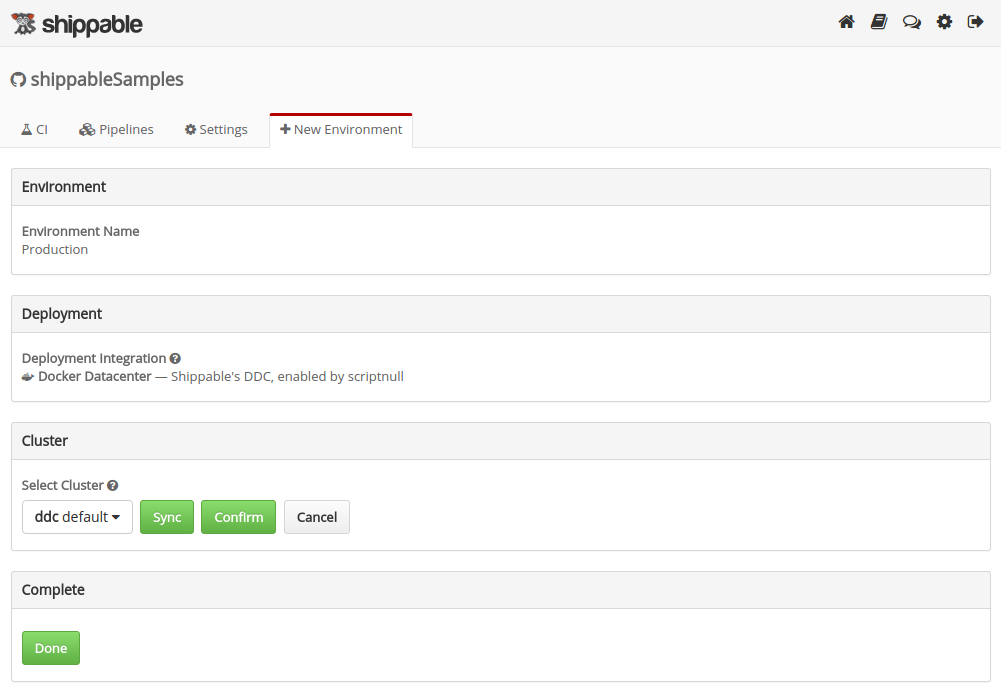 shippable
shippableSamples
CI Pipelines Settings New Environment
Environment
Environment Name
Production
Deployment
Deployment Integration
Docker Datacenter — Shippable's DDC, enabled by scriptnull
Cluster
Select Cluster
ddc default Sync Confirm Cancel
Complete
Done